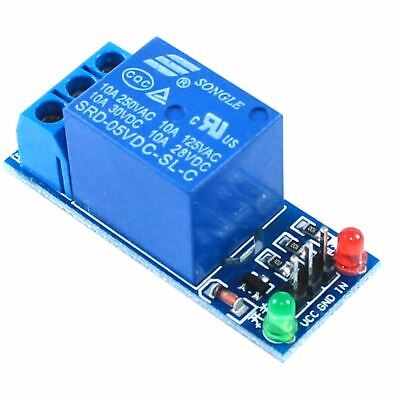 SONGLE
®
CQC
C US
10A 250VAC 10A 125VAC
10A 30VDC 10A 28VDC
SRD-05VDC-SL-C
VCC GND IN